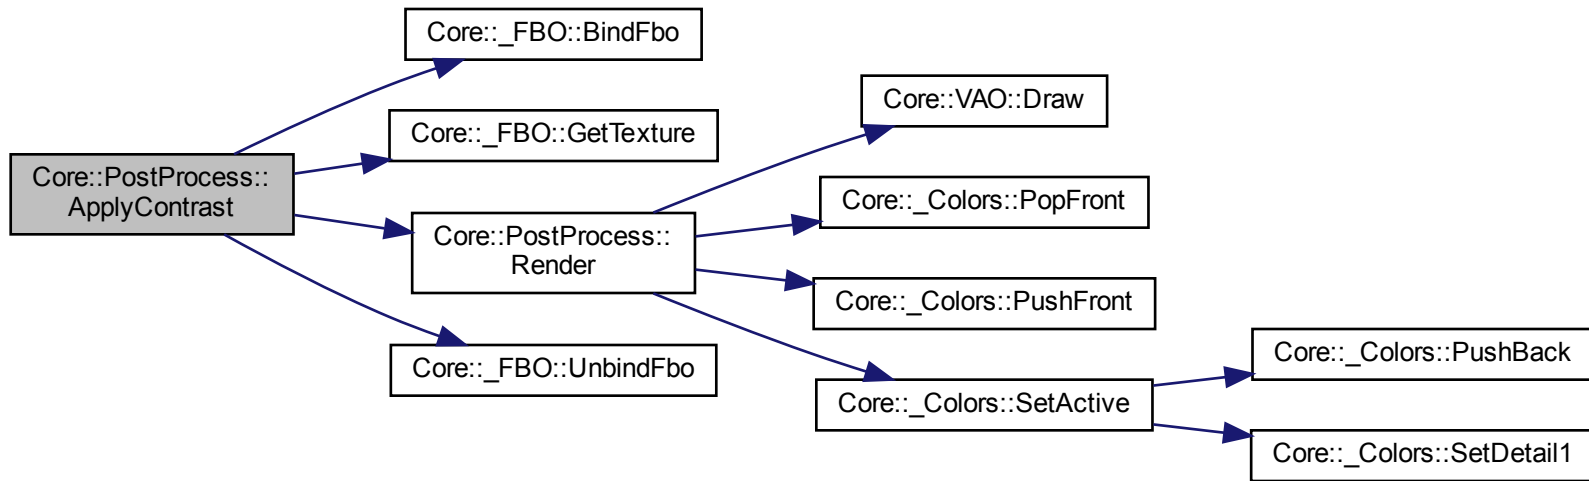 Core::_FBO::BindFbo
Core::_FBO::GetTexture
Core::PostProcess::
ApplyContrast
Core::PostProcess::
Render
Core::_FBO::UnbindFbo
Core::VAO::Draw
Core::_Colors::PopFront
Core::_Colors::PushFront
Core::_Colors::SetActive
Core::_Colors::PushBack
Core::_Colors::SetDetail1